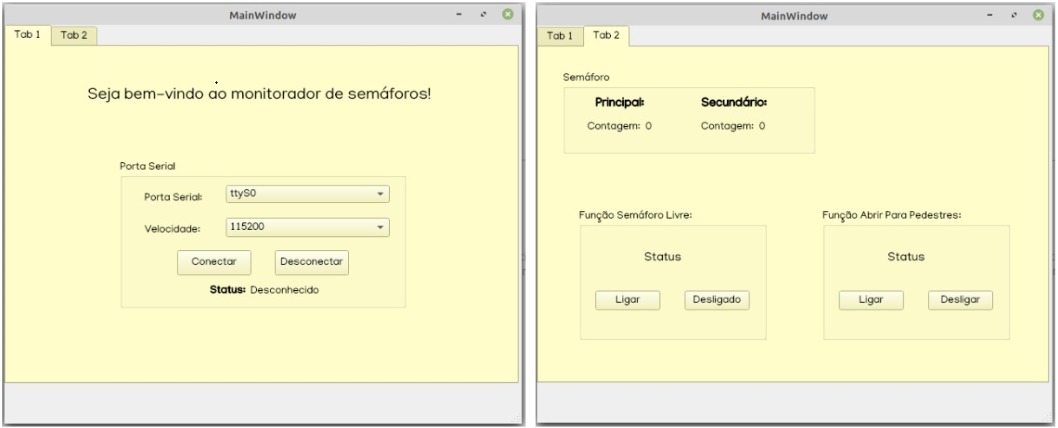 MainWindow
Tab 1 Tab 2
Seja bem-vindo ao monitorador de semáforos!
Porta Serial
Porta Serial: ttyS0
Velocidade: 115200
Conectar Desconectar
Status: Desconhecido
MainWindow
Tab 1 Tab 2
Semáforo
Principal: Secundário:
Contagem: 0 Contagem: 0
Função Semáforo Livre: Função Abrir Para Pedestres:
Status Status
Ligar Desligado Ligar Desligar